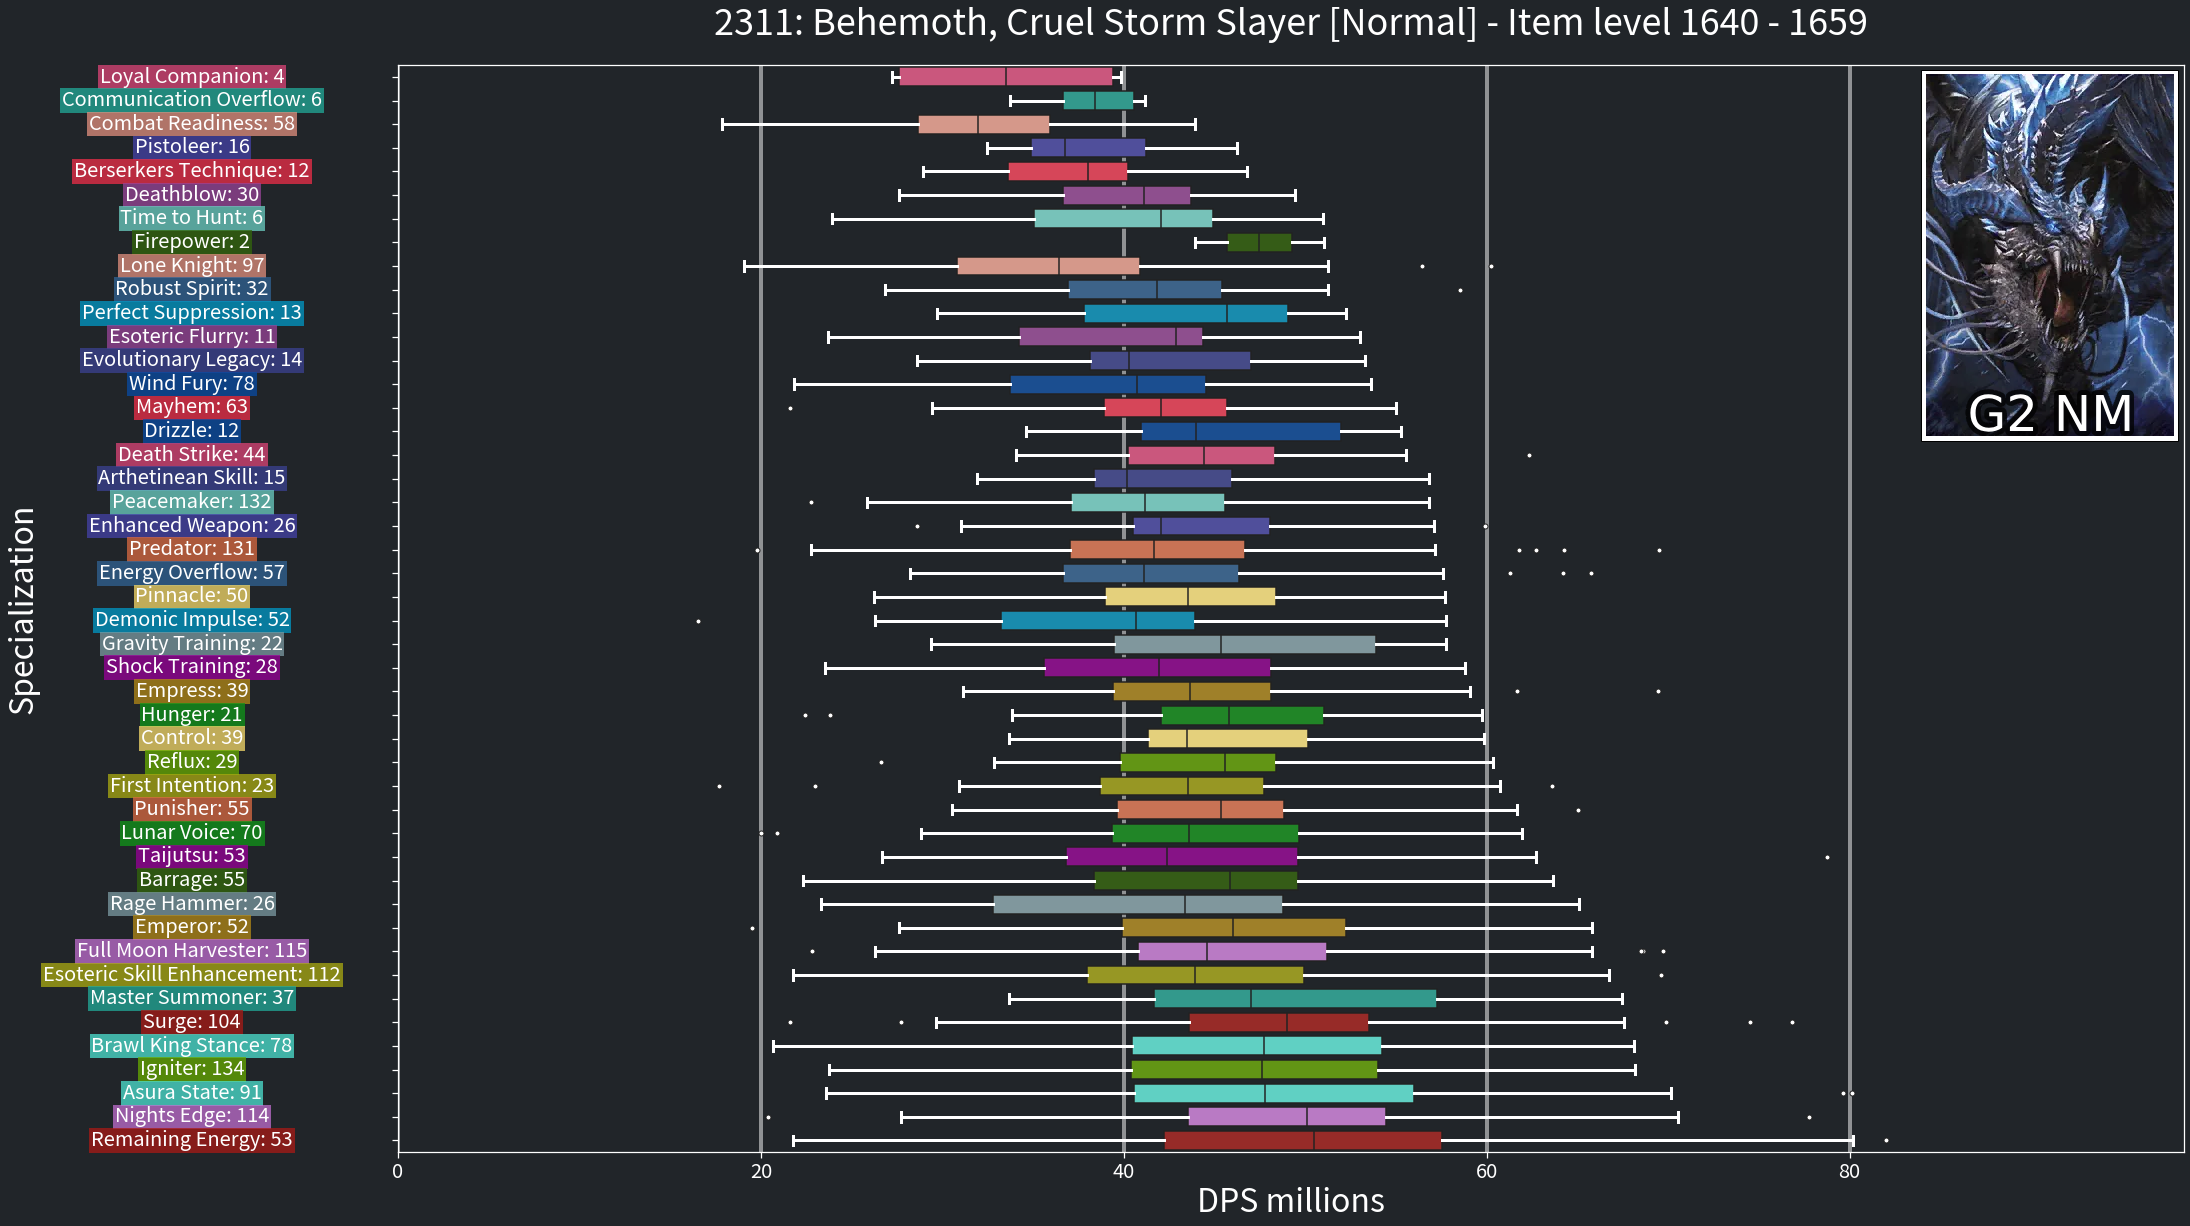 2311: Behemoth, Cruel Storm Slayer [Normal] - Item level 1640 - 1659
Specialization
Loyal Companion: 4
Communication Overflow: 6
Combat Readiness: 58
Pistoleer: 16
Berserkers Technique: 12
Deathblow: 30
Time to Hunt: 6
Firepower: 2
Lone Knight: 97
Robust Spirit: 32
Perfect Suppression: 13
Esoteric Flurry: 11
Evolutionary Legacy: 14
Wind Fury: 78
Mayhem: 63
Drizzle: 12
Death Strike: 44
Arthetinean Skill: 15
Peacemaker: 132
Enhanced Weapon: 26
Predator: 131
Energy Overflow: 57
Pinnacle: 50
Demonic Impulse: 52
Gravity Training: 22
Shock Training: 28
Empress: 39
Hunger: 21
Control: 39
Reflux: 29
First Intention: 23
Punisher: 55
Lunar Voice: 70
Taijutsu: 53
Barrage: 55
Rage Hammer: 26
Emperor: 52
Full Moon Harvester: 115
Esoteric Skill Enhancement: 112
Master Summoner: 37
Surge: 104
Brawl King Stance: 78
Igniter: 134
Asura State: 91
Nights Edge: 114
Remaining Energy: 53
G2 NM
0 20 40 60 80
DPS millions